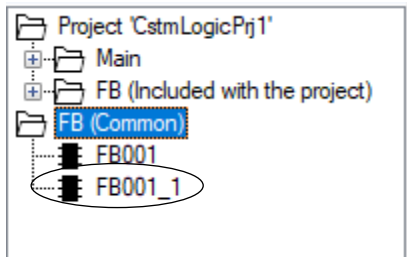 Project 'CstmLogicPrj1'
Main
FB (Included with the project)
FB (Common)
FB001
FB001_1